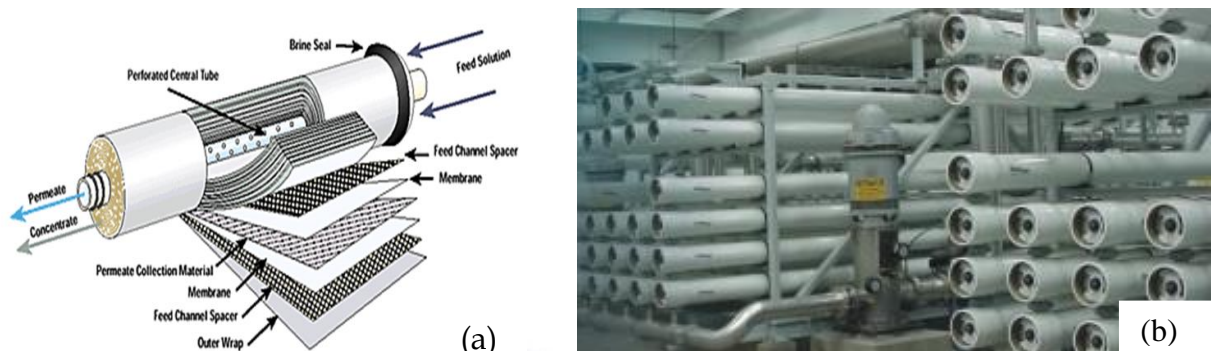 Brine Seal
Feed Solution
Perforated Central Tube
Feed Channel Spacer
Membrane
Permeate
Concentrate
Permeate Collection Material
Membrane
Feed Channel Spacer
Outer Wrap
(a)
(b)